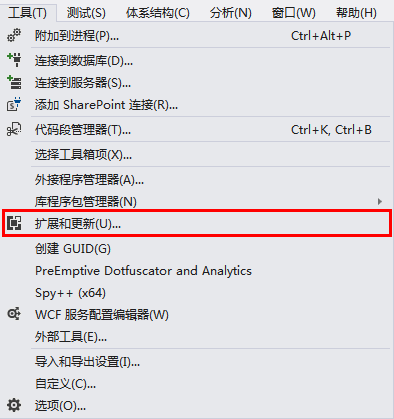 工具(T) 测试(S) 体系结构(C) 分析(N) 窗口(W) 帮助(H)
附加到进程(P)... Ctrl+Alt+P
连接到数据库(D)...
连接到服务器(S)...
添加 SharePoint 连接(R)...
代码段管理器(T)... Ctrl+K, Ctrl+B
选择工具箱项(X)...
外接程序管理器(A)...
库程序包管理器(N)
扩展和更新(U)...
创建 GUID(G)
PreEmptive Dotfuscator and Analytics
Spy++ (x64)
WCF 服务配置编辑器(W)
外部工具(E)...
导入和导出设置(I)...
自定义(C)...
选项(O)...